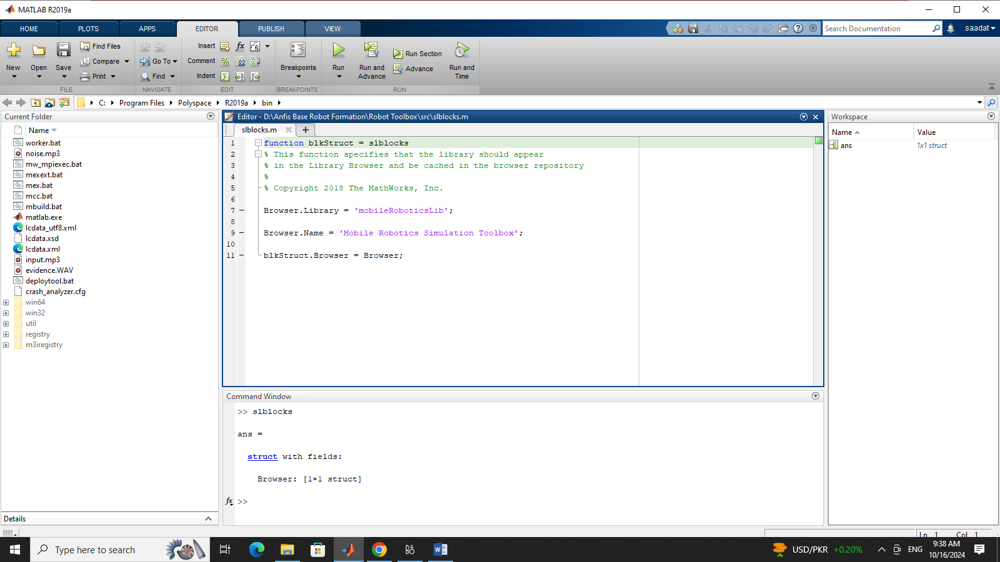 MATLAB R2019a
HOME PLOTS APPS EDITOR PUBLISH VIEW
Search Documentation
saadat
New
Open
Save
Find Files
Compare
Print
FILE
Go To
Find
NAVIGATE
Insert
Comment
Indent
EDIT
Breakpoints
BREAKPOINTS
Run
Run and Advance
Run Section
Advance
Run and Time
RUN
C: Program Files Polyspace R2019a bin
Current Folder
Name
worker.bat
noise.mp3
mw_mpiexec.bat
mexext.bat
mex.bat
mcc.bat
mbuild.bat
matlab.exe
lcdata_utf8.xml
lcdata.xsd
lcdata.xml
input.mp3
evidence.WAV
deploytool.bat
crash_analyzer.cfg
win64
win32
util
registry
m3iregistry
Details
Editor - D:\Anfis Base Robot Formation\Robot Toolbox\src\slblocks.m
slblocks.m
1 function blkStruct = slblocks
2 % This function specifies that the library should appear
3 % in the Library Browser and be cached in the browser repository
4 %
5 % Copyright 2018 The MathWorks, Inc.
6
7 Browser.Library = 'mobileRoboticsLib';
8
9 Browser.Name = 'Mobile Robotics Simulation Toolbox';
10
11 blkStruct.Browser = Browser;
Command Window
>> slblocks
ans =
struct with fields:
Browser: [1×1 struct]
fx >>
Workspace
Name Value
ans 1x1 struct
Ln 1 Col 1
Type here to search
USD/PKR +0.20%
ENG
9:38 AM
10/16/2024